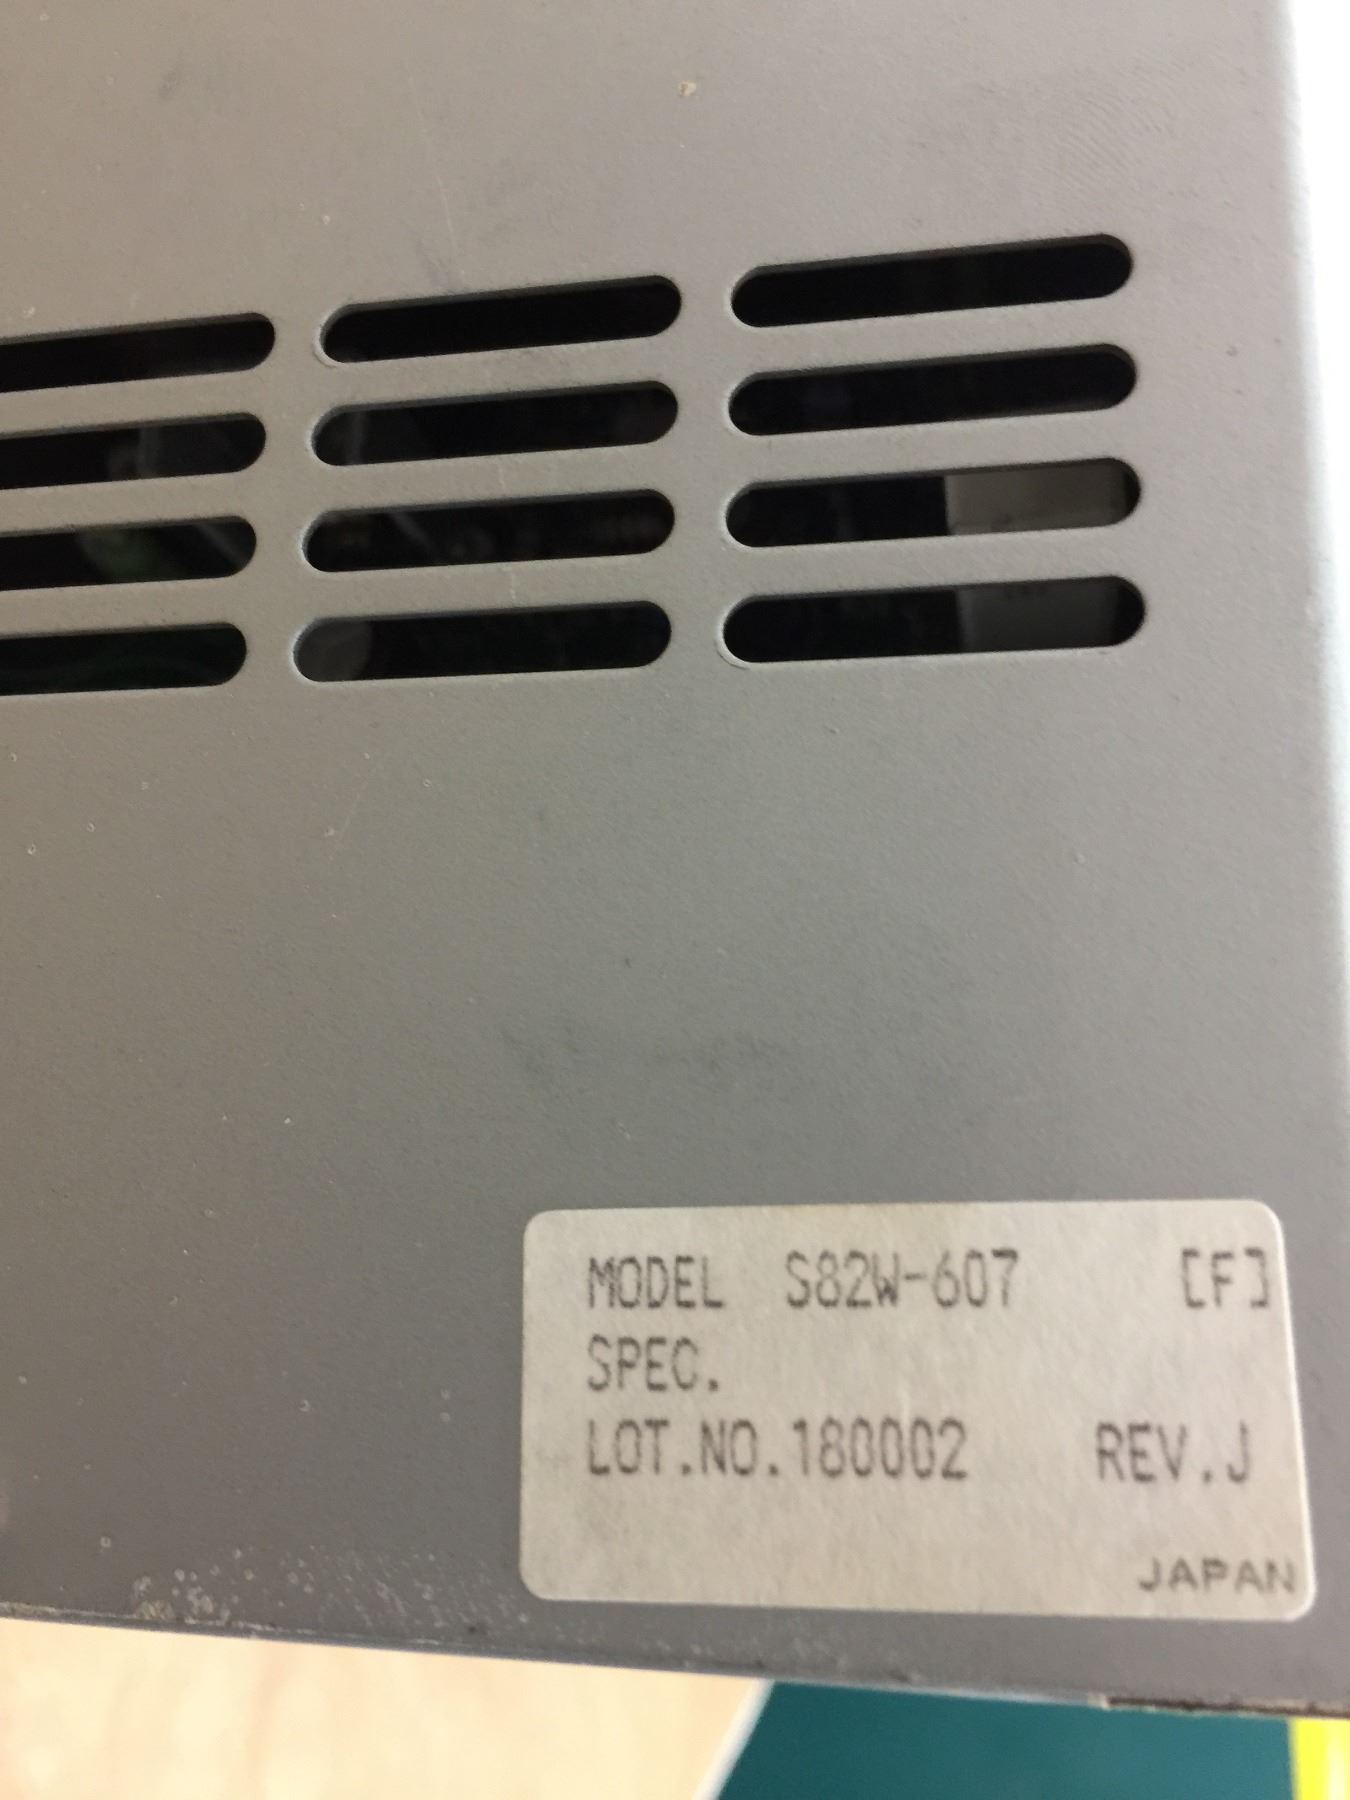 MODEL S82W-607 [F]
SPEC.
LOT.NO.180002 REV.J
JAPAN